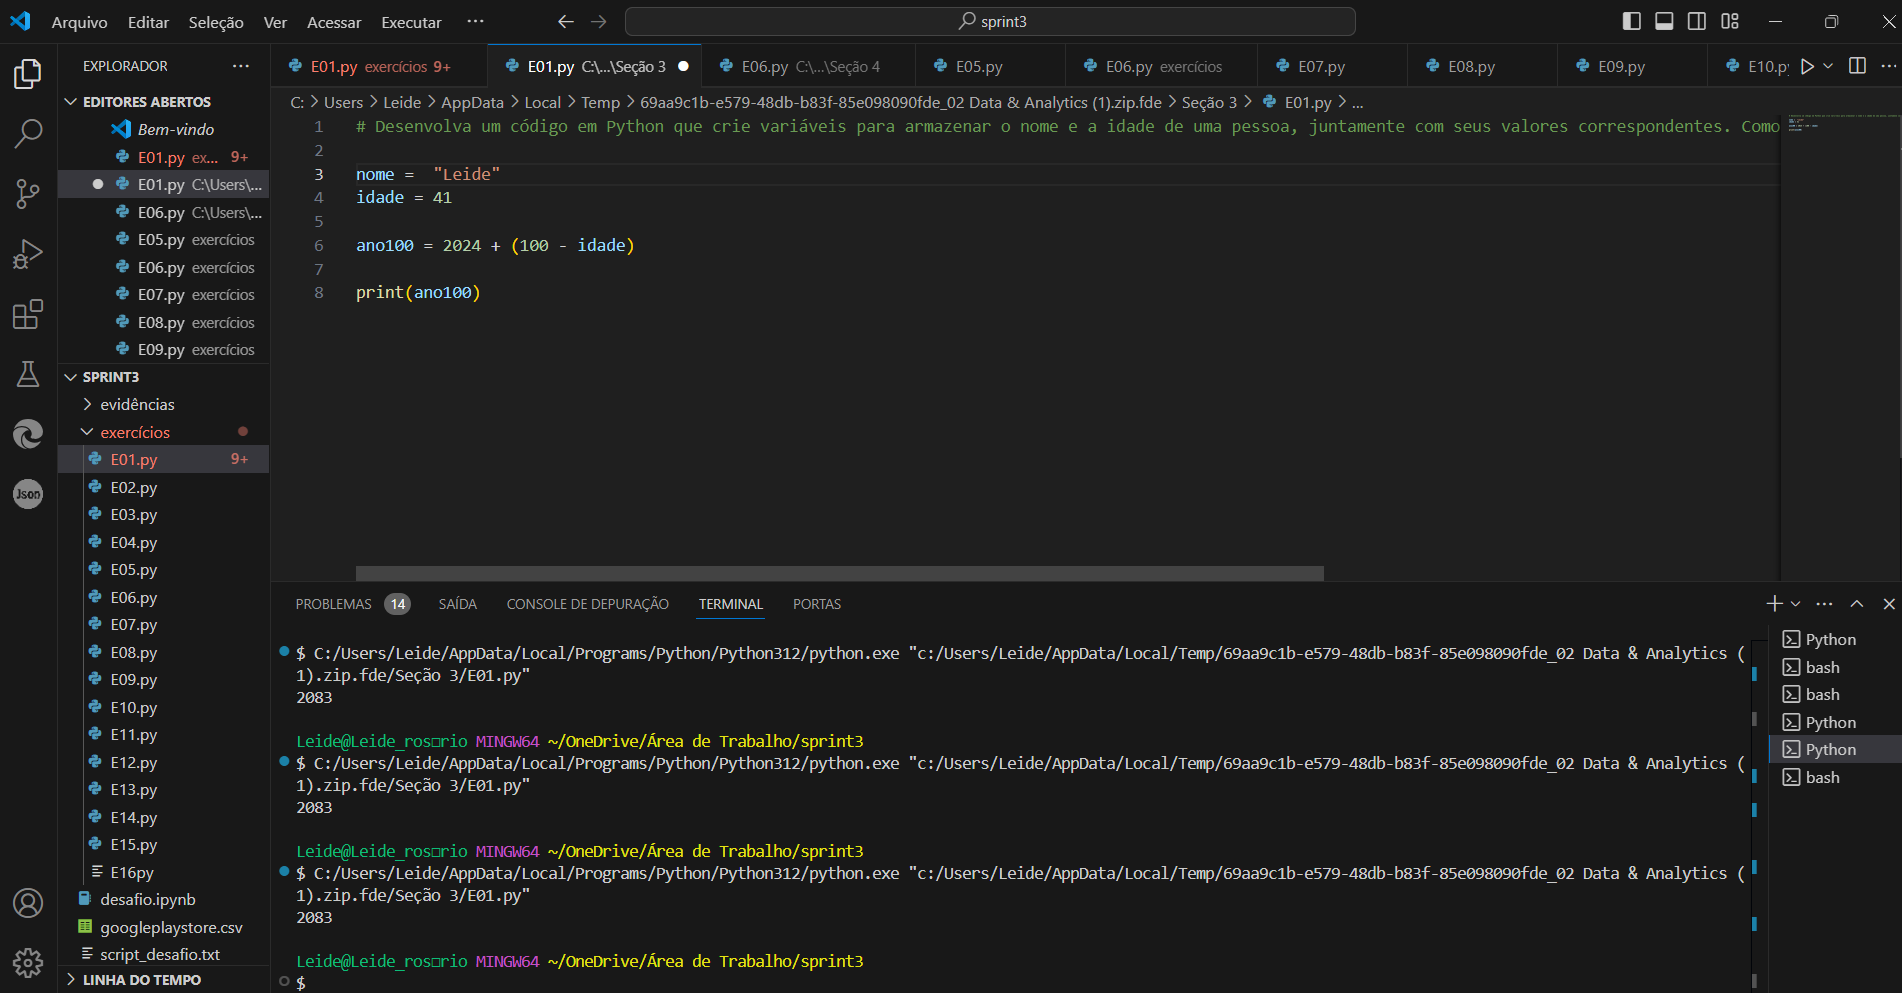 Arquivo Editar Seleção Ver Acessar Executar ··· sprint3
EXPLORADOR ···
EDITORES ABERTOS
Bem-vindo
E01.py ex... 9+
E01.py C:\Users\...
E06.py C:\Users\...
E05.py exercícios
E06.py exercícios
E07.py exercícios
E08.py exercícios
E09.py exercícios
SPRINT3
evidências
exercícios
E01.py 9+
E02.py
E03.py
E04.py
E05.py
E06.py
E07.py
E08.py
E09.py
E10.py
E11.py
E12.py
E13.py
E14.py
E15.py
E16py
desafio.ipynb
googleplaystore.csv
script_desafio.txt
LINHA DO TEMPO
Json
E01.py exercícios 9+ E01.py C:\...\Seção 3 E06.py C:\...\Seção 4 E05.py E06.py exercícios E07.py E08.py E09.py E10.py
C: > Users > Leide > AppData > Local > Temp > 69aa9c1b-e579-48db-b83f-85e098090fde_02 Data & Analytics (1).zip.fde > Seção 3 > E01.py > ...
1 # Desenvolva um código em Python que crie variáveis para armazenar o nome e a idade de uma pessoa, juntamente com seus valores correspondentes. Como
2
3 nome =  "Leide"
4 idade = 41
5
6 ano100 = 2024 + (100 - idade)
7
8 print(ano100)
PROBLEMAS 14 SAÍDA CONSOLE DE DEPURAÇÃO TERMINAL PORTAS
$ C:/Users/Leide/AppData/Local/Programs/Python/Python312/python.exe "c:/Users/Leide/AppData/Local/Temp/69aa9c1b-e579-48db-b83f-85e098090fde_02 Data & Analytics (
1).zip.fde/Seção 3/E01.py"
2083
Leide@Leide_ros□rio MINGW64 ~/OneDrive/Área de Trabalho/sprint3
$ C:/Users/Leide/AppData/Local/Programs/Python/Python312/python.exe "c:/Users/Leide/AppData/Local/Temp/69aa9c1b-e579-48db-b83f-85e098090fde_02 Data & Analytics (
1).zip.fde/Seção 3/E01.py"
2083
Leide@Leide_ros□rio MINGW64 ~/OneDrive/Área de Trabalho/sprint3
$ C:/Users/Leide/AppData/Local/Programs/Python/Python312/python.exe "c:/Users/Leide/AppData/Local/Temp/69aa9c1b-e579-48db-b83f-85e098090fde_02 Data & Analytics (
1).zip.fde/Seção 3/E01.py"
2083
Leide@Leide_ros□rio MINGW64 ~/OneDrive/Área de Trabalho/sprint3
$
Python
bash
bash
Python
Python
bash